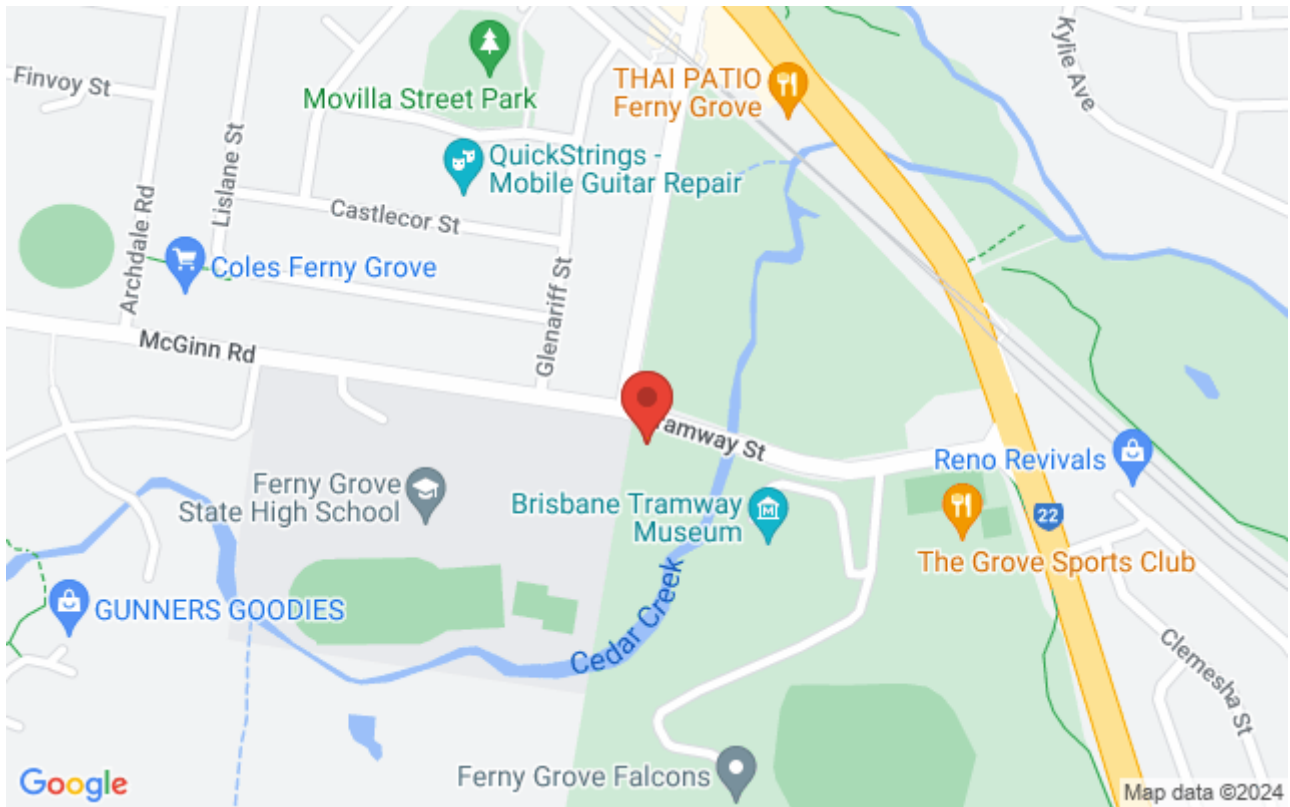 Finvoy St
Movilla Street Park
THAI PATIO
Ferny Grove
Kylie Ave
QuickStrings -
Mobile Guitar Repair
Lislane St
Castlecor St
Archdale Rd
Coles Ferny Grove
Glenariff St
McGinn Rd
ramway St
Reno Revivals
Ferny Grove
State High School
Brisbane Tramway
Museum
22
The Grove Sports Club
GUNNERS GOODIES
Cedar Creek
Clemesha St
Ferny Grove Falcons
Google
Map data ©2024